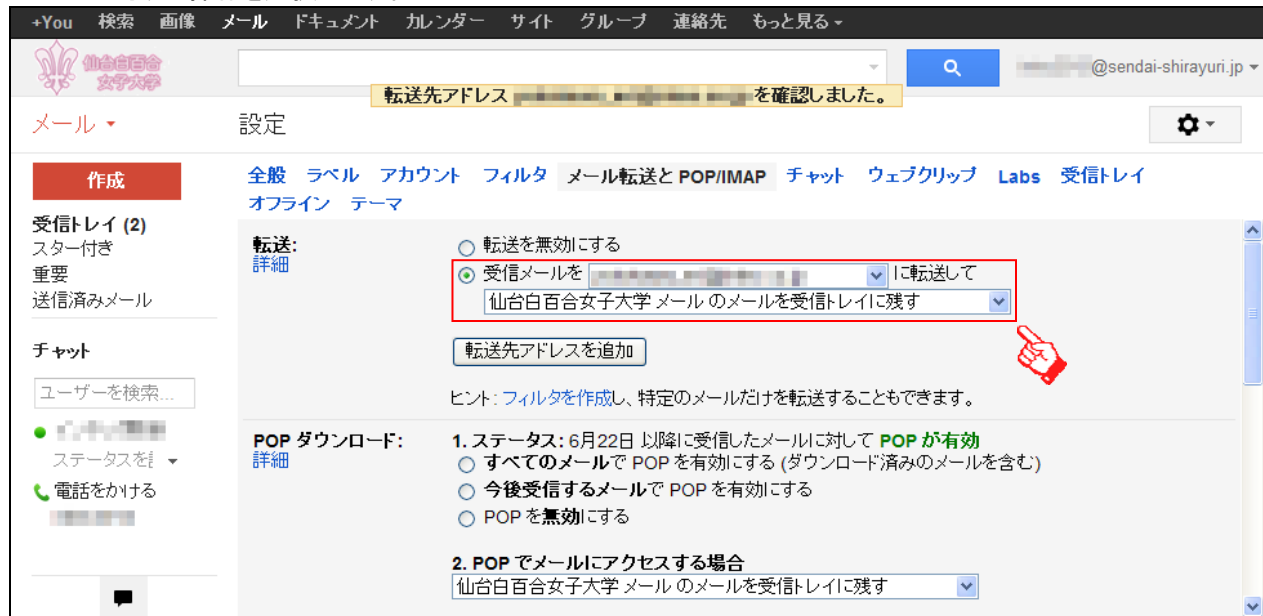 +You 検索 画像 メール ドキュメント カレンダー サイト グループ 連絡先 もっと見る
仙台白百合
女子大学
@sendai-shirayuri.jp
転送先アドレス を確認しました。
メール
設定
作成
全般 ラベル アカウント フィルタ メール転送と POP/IMAP チャット ウェブクリップ Labs 受信トレイ
オフライン テーマ
受信トレイ (2)
スター付き
重要
送信済みメール
転送:
詳細
転送を無効にする
受信メールを に転送して
仙台白百合女子大学 メール のメールを受信トレイに残す
転送先アドレスを追加
ヒント: フィルタを作成し、特定のメールだけを転送することもできます。
チャット
ユーザーを検索...
ステータスを
電話をかける
POP ダウンロード:
詳細
1. ステータス: 6月22日 以降に受信したメールに対して POP が有効
すべてのメールで POP を有効にする (ダウンロード済みのメールを含む)
今後受信するメールで POP を有効にする
POP を無効にする
2. POP でメールにアクセスする場合
仙台白百合女子大学 メール のメールを受信トレイに残す